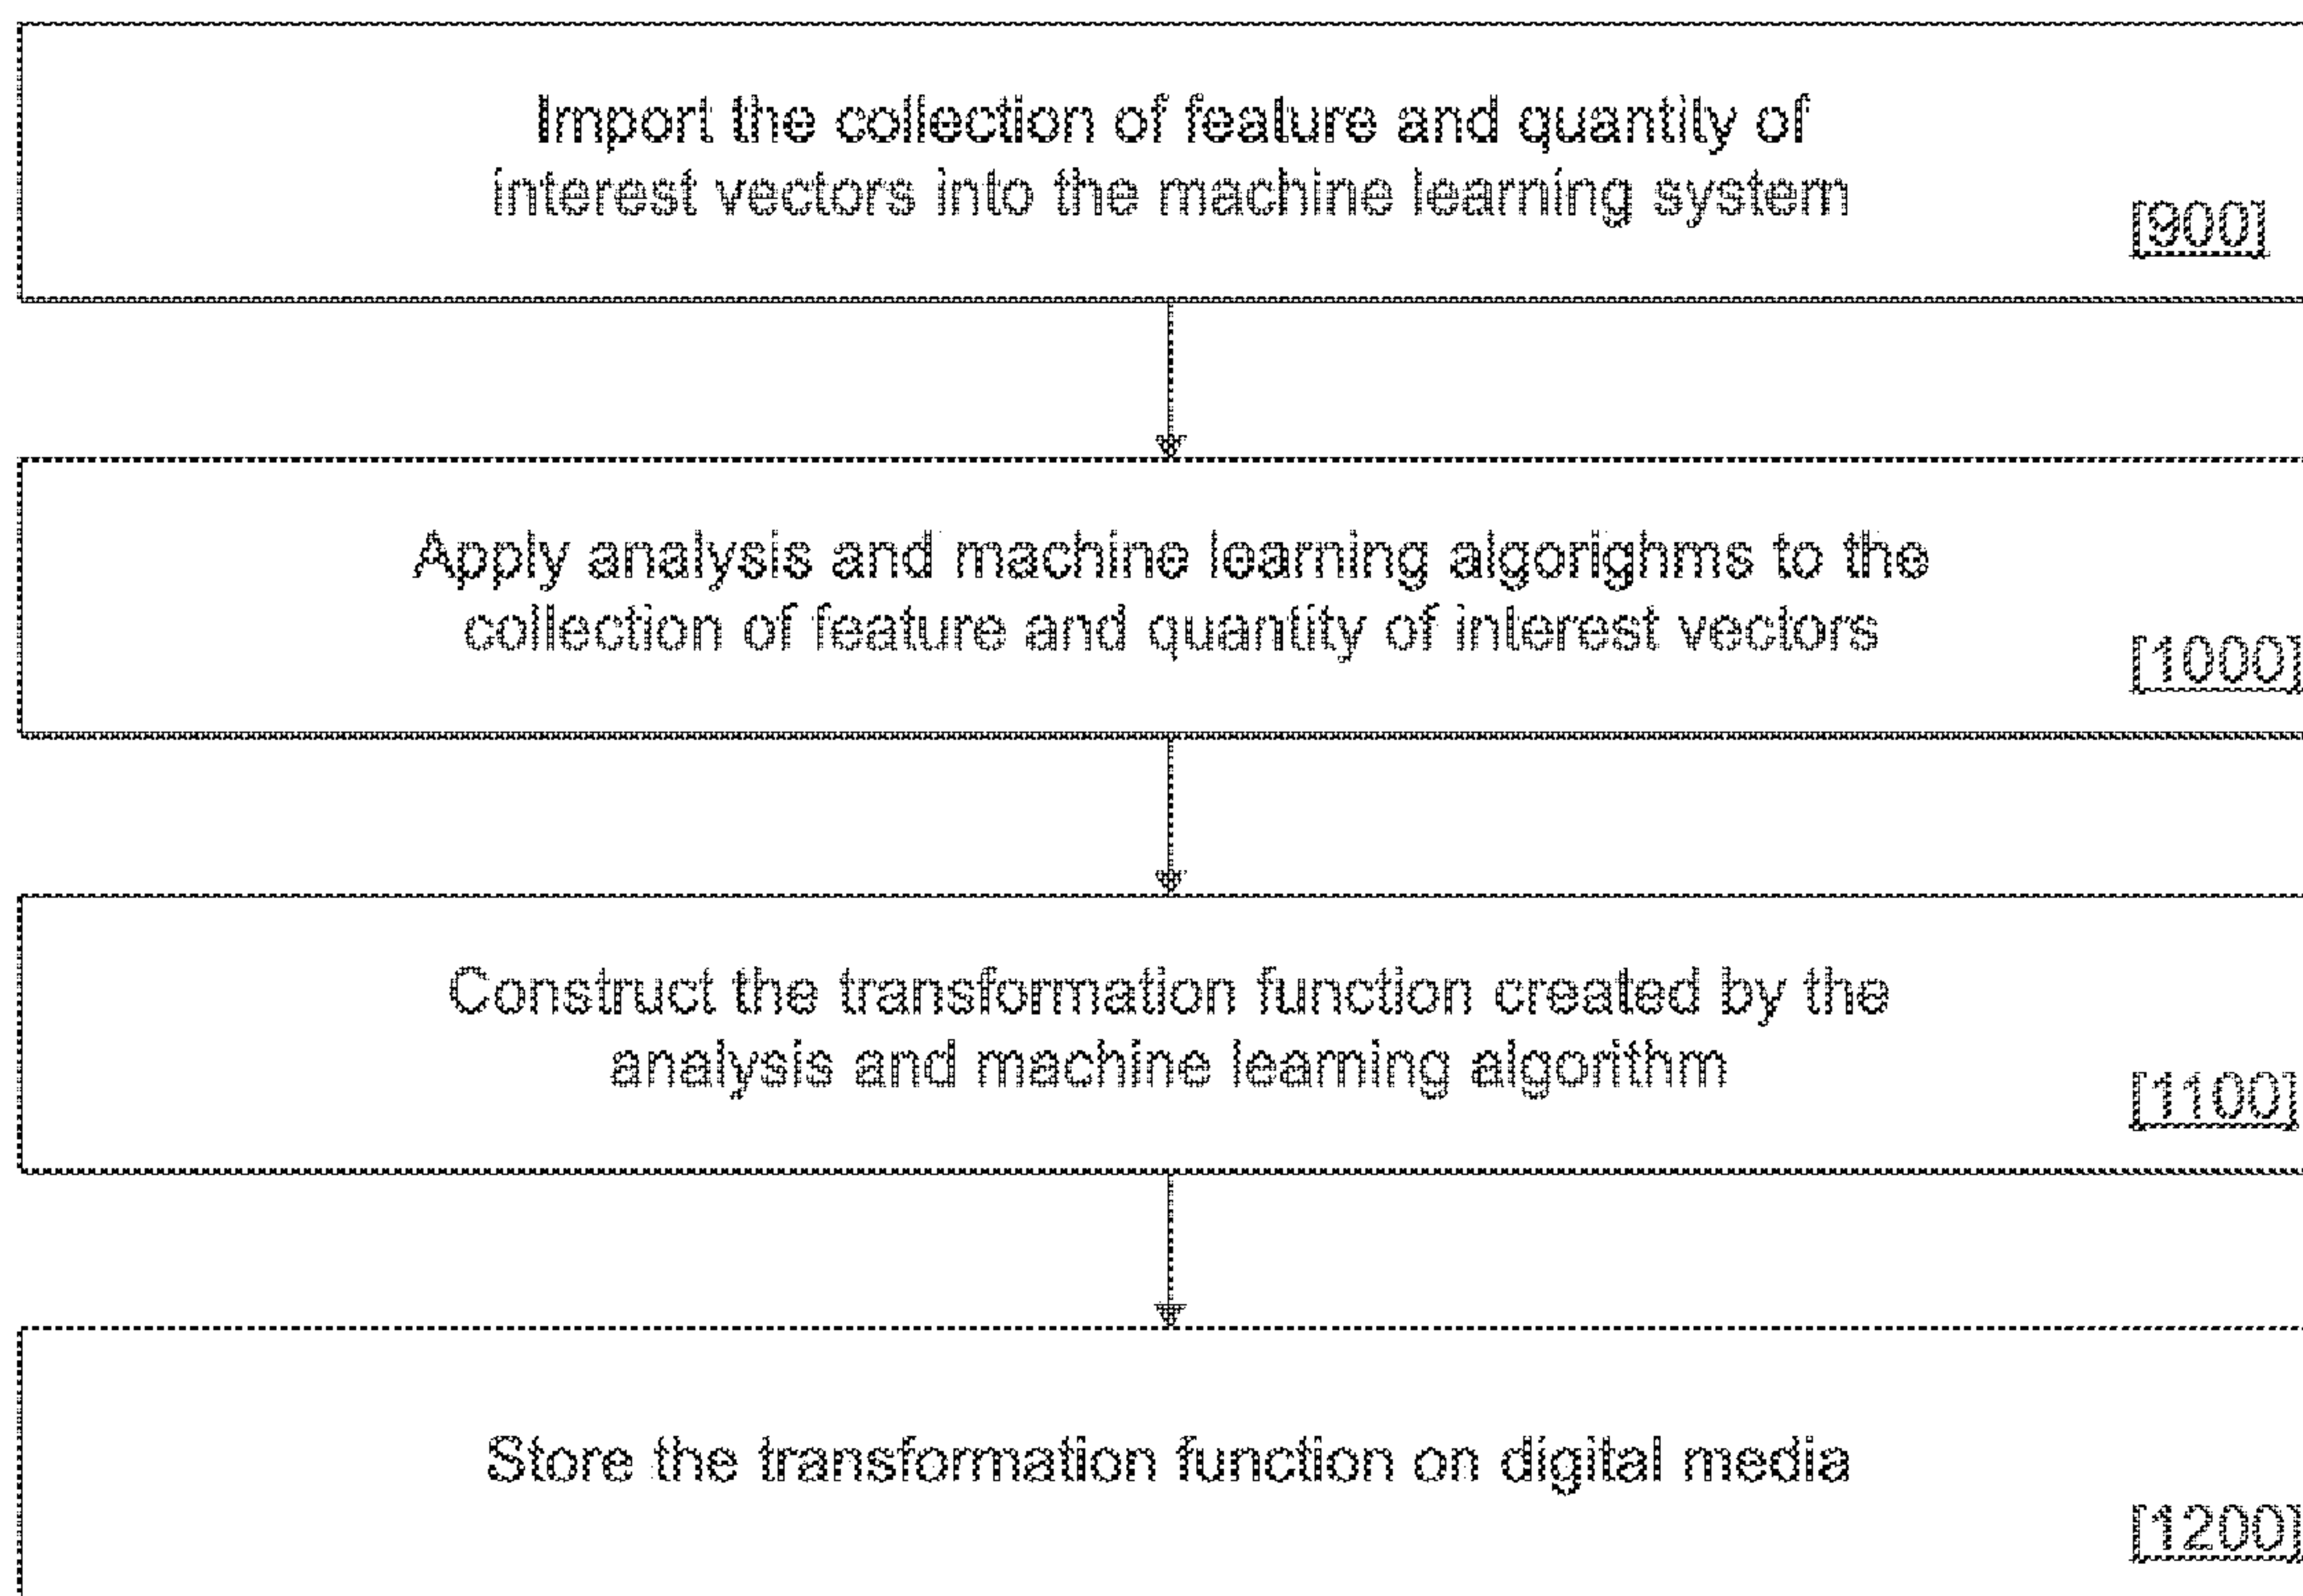 Import the collection of feature and quantity of
interest vectors into the machine learning system
[900]
Apply analysis and machine learning algorighms to the
collection of feature and quantity of interest vectors
[1000]
Construct the transformation function created by the
analysis and machine learning algorithm
[1100]
Store the transformation function on digital media
[1200]